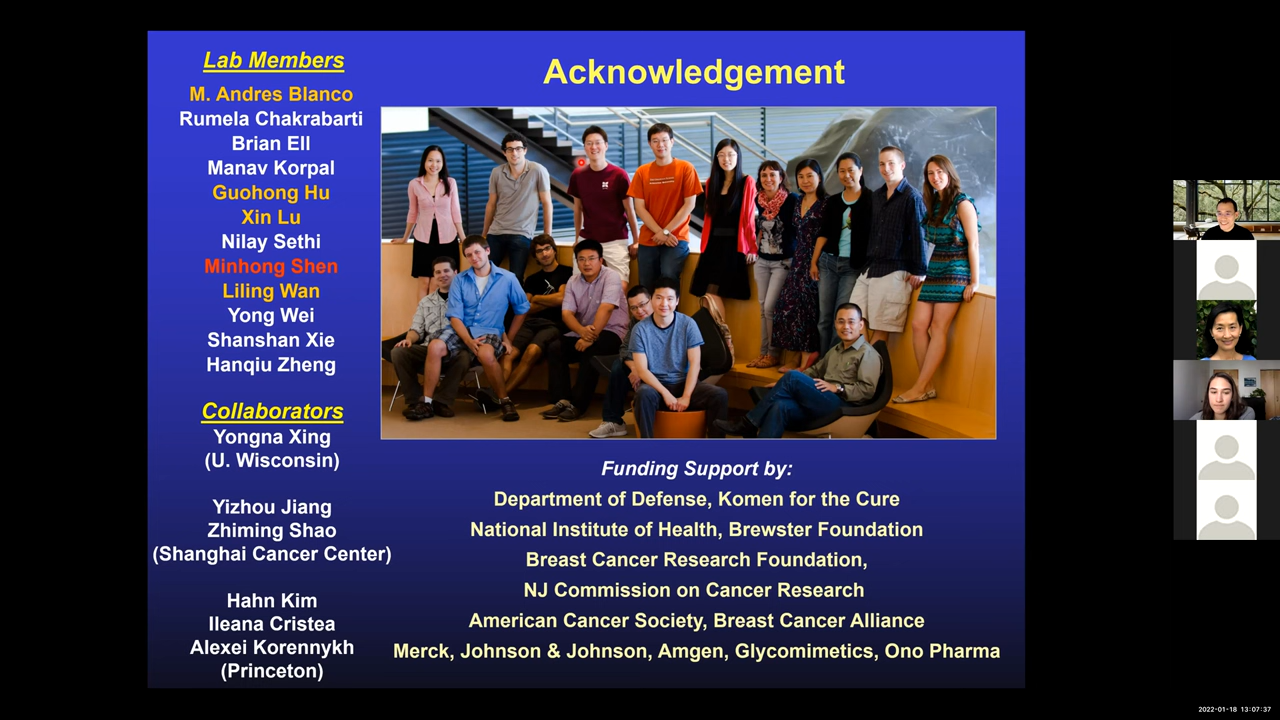 Lab Members
M. Andres Blanco
Rumela Chakrabarti
Brian Ell
Manav Korpal
Guohong Hu
Xin Lu
Nilay Sethi
Minhong Shen
Liling Wan
Yong Wei
Shanshan Xie
Hanqiu Zheng
Collaborators
Yongna Xing
(U. Wisconsin)
Yizhou Jiang
Zhiming Shao
(Shanghai Cancer Center)
Hahn Kim
Ileana Cristea
Alexei Korennykh
(Princeton)
Acknowledgement
Funding Support by:
Department of Defense, Komen for the Cure
National Institute of Health, Brewster Foundation
Breast Cancer Research Foundation,
NJ Commission on Cancer Research
American Cancer Society, Breast Cancer Alliance
Merck, Johnson & Johnson, Amgen, Glycomimetics, Ono Pharma
2022-01-18 13:07:37